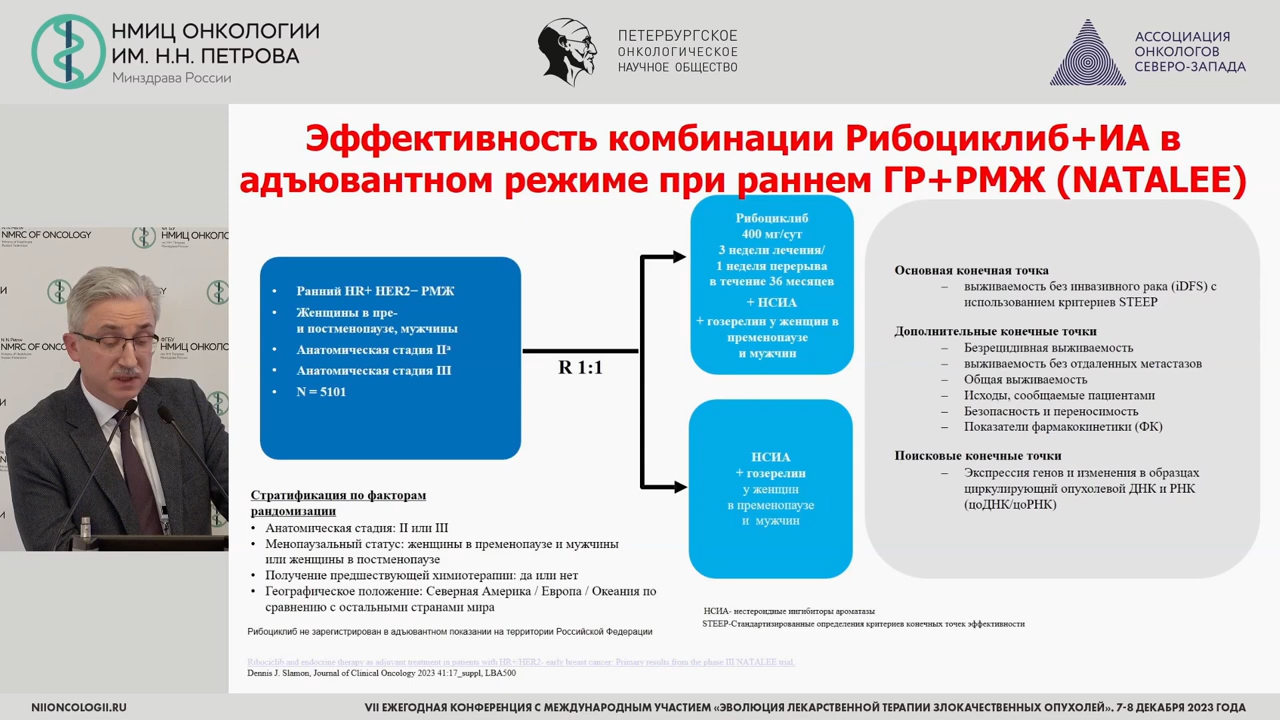 НМИЦ ОНКОЛОГИИ
ИМ. Н.Н. ПЕТРОВА
Минздрава России
ПЕТЕРБУРГСКОЕ
ОНКОЛОГИЧЕСКОЕ
НАУЧНОЕ ОБЩЕСТВО
АССОЦИАЦИЯ
ОНКОЛОГОВ
СЕВЕРО-ЗАПАДА
Эффективность комбинации Рибоциклиб+ИА в
адъювантном режиме при раннем ГР+РМЖ (NATALEE)
NMRC OF ONCOLOGY
НМИЦ ОНКОЛО
• Ранний HR+ HER2− РМЖ
• Женщины в пре-
и постменопаузе, мужчины
• Анатомическая стадия IIᵃ
• Анатомическая стадия III
• N = 5101
R 1:1
Рибоциклиб
400 мг/сут
3 недели лечения/
1 неделя перерыва
в течение 36 месяцев
+ НСИА
+ гозерелин у женщин в
пременопаузе
и мужчин
НСИА
+ гозерелин
у женщин
в пременопаузе
и мужчин
Основная конечная точка
– выживаемость без инвазивного рака (iDFS) с
использованием критериев STEEP
Дополнительные конечные точки
– Безрецидивная выживаемость
– выживаемость без отдаленных метастазов
– Общая выживаемость
– Исходы, сообщаемые пациентами
– Безопасность и переносимость
– Показатели фармакокинетики (ФК)
Поисковые конечные точки
– Экспрессия генов и изменения в образцах
циркулирующнй опухолевой ДНК и РНК
(цоДНК/цоРНК)
Стратификация по факторам
рандомизации
• Анатомическая стадия: II или III
• Менопаузальный статус: женщины в пременопаузе и мужчины
или женщины в постменопаузе
• Получение предшествующей химиотерапии: да или нет
• Географическое положение: Северная Америка / Европа / Океания по
сравнению с остальными странами мира
НСИА- нестероидные ингибиторы ароматазы
STEEP-Стандартизированные определения критериев конечных точек эффективности
Рибоциклиб не зарегистрирован в адъювантном показании на территории Российской Федерации
Ribociclib and endocrine therapy as adjuvant treatment in patients with HR+/HER2- early breast cancer: Primary results from the phase III NATALEE trial.
Dennis J. Slamon, Journal of Clinical Oncology 2023 41:17_suppl, LBA500
NIIONCOLOGII.RU
VII ЕЖЕГОДНАЯ КОНФЕРЕНЦИЯ С МЕЖДУНАРОДНЫМ УЧАСТИЕМ «ЭВОЛЮЦИЯ ЛЕКАРСТВЕННОЙ ТЕРАПИИ ЗЛОКАЧЕСТВЕННЫХ ОПУХОЛЕЙ». 7-8 ДЕКАБРЯ 2023 ГОДА